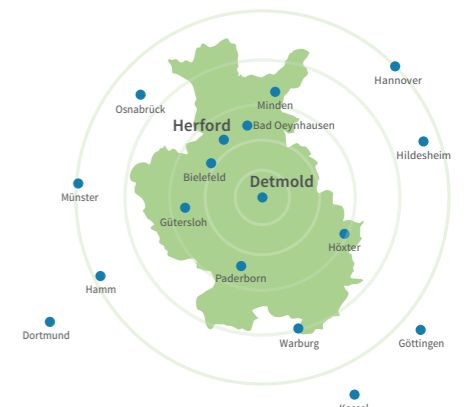 Hannover
Minden
Osnabrück
Herford
Bad Oeynhausen
Hildesheim
Bielefeld
Detmold
Münster
Gütersloh
Höxter
Paderborn
Hamm
Dortmund
Warburg
Göttingen